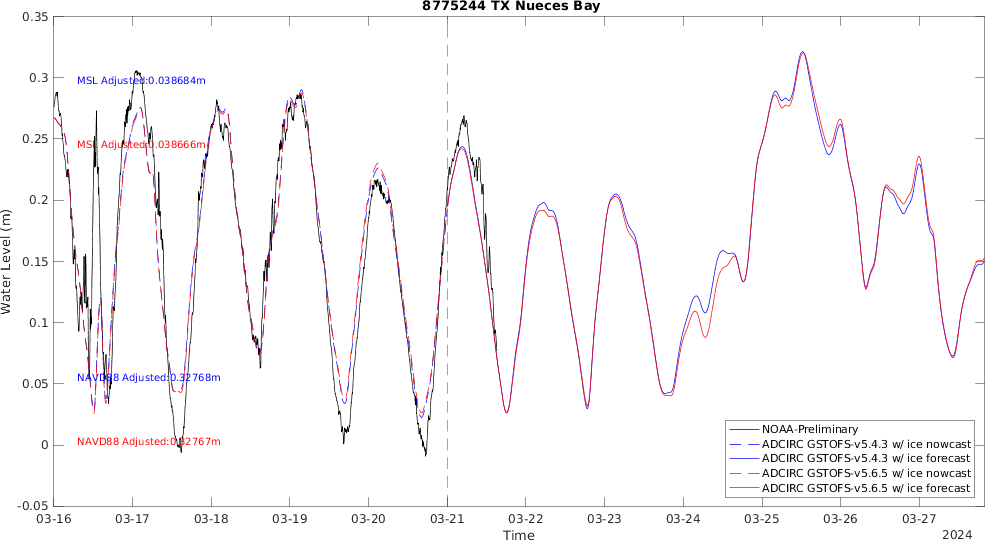 8775244 TX Nueces Bay
0.35
0.3
0.25
0.2
0.15
0.1
0.05
0
-0.05
Water Level (m)
MSL Adjusted:0.038684m
MSL Adjusted:0.038666m
NAVD88 Adjusted:0.32768m
NAVD88 Adjusted:0.32767m
NOAA-Preliminary
ADCIRC GSTOFS-v5.4.3 w/ ice nowcast
ADCIRC GSTOFS-v5.4.3 w/ ice forecast
ADCIRC GSTOFS-v5.6.5 w/ ice nowcast
ADCIRC GSTOFS-v5.6.5 w/ ice forecast
03-16 03-17 03-18 03-19 03-20 03-21 03-22 03-23 03-24 03-25 03-26 03-27
Time
2024